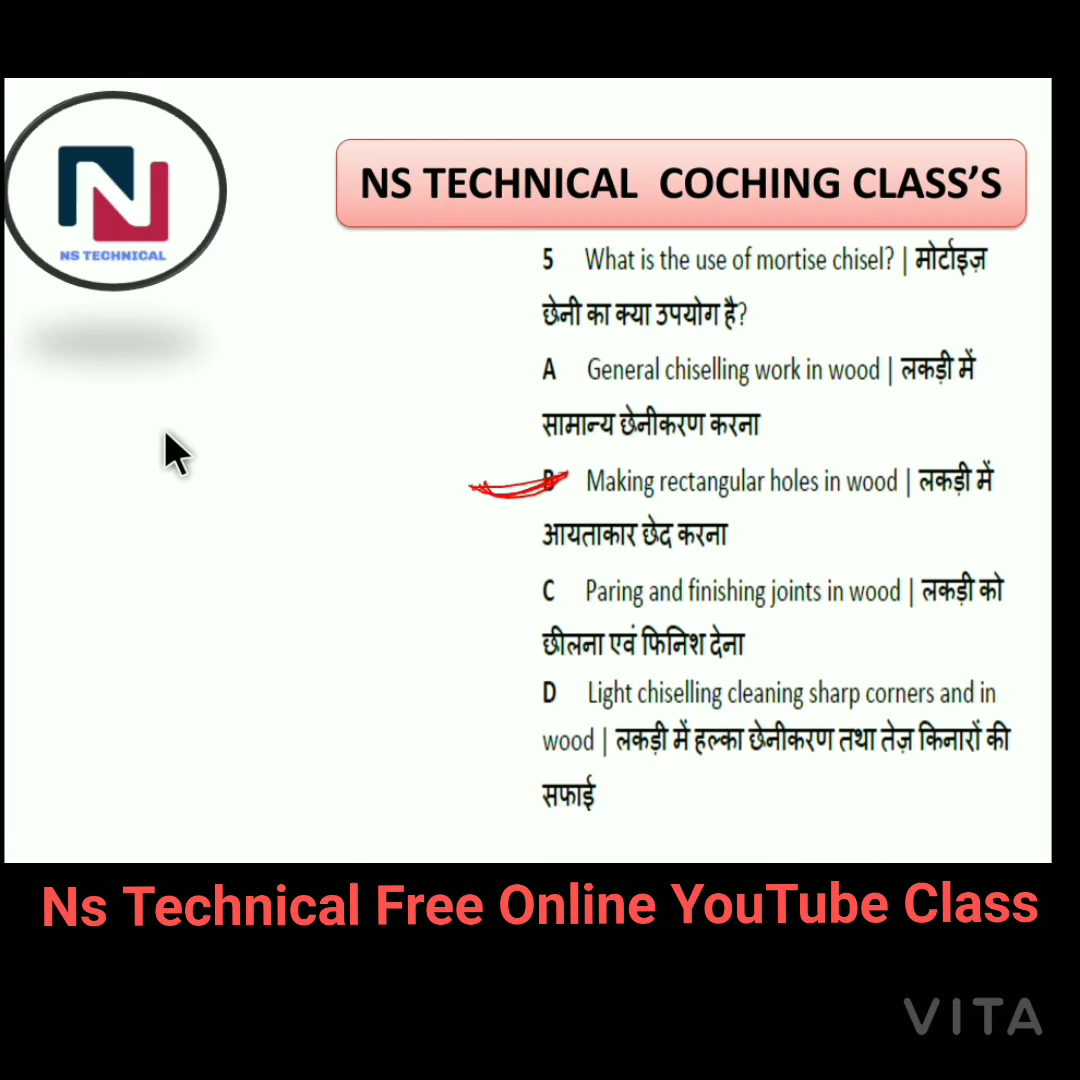 NS TECHNICAL
NS TECHNICAL COCHING CLASS’S
5 What is the use of mortise chisel? | मोर्टाइज़
छेनी का क्या उपयोग है?
A General chiselling work in wood | लकड़ी में
सामान्य छेनीकरण करना
B Making rectangular holes in wood | लकड़ी में
आयताकार छेद करना
C Paring and finishing joints in wood | लकड़ी को
छीलना एवं फिनिश देना
D Light chiselling cleaning sharp corners and in
wood | लकड़ी में हल्का छेनीकरण तथा तेज़ किनारों की
सफाई
Ns Technical Free Online YouTube Class
VITA